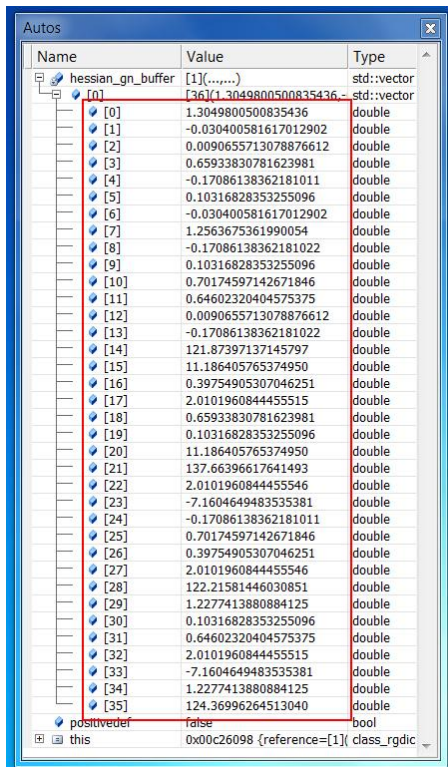 Autos
Name Value Type
hessian_gn_buffer [1](...,...) std::vector
[0] [36](1.3049800500835436,- std::vector
[0] 1.3049800500835436 double
[1] -0.030400581617012902 double
[2] 0.0090655713078876612 double
[3] 0.65933830781623981 double
[4] -0.17086138362181011 double
[5] 0.10316828353255096 double
[6] -0.030400581617012902 double
[7] 1.2563675361990054 double
[8] -0.17086138362181022 double
[9] 0.10316828353255096 double
[10] 0.70174597142671846 double
[11] 0.64602320404575375 double
[12] 0.0090655713078876612 double
[13] -0.17086138362181022 double
[14] 121.87397137145797 double
[15] 11.186405765374950 double
[16] 0.39754905307046251 double
[17] 2.0101960844455515 double
[18] 0.65933830781623981 double
[19] 0.10316828353255096 double
[20] 11.186405765374950 double
[21] 137.66396617641493 double
[22] 2.0101960844455546 double
[23] -7.1604649483535381 double
[24] -0.17086138362181011 double
[25] 0.70174597142671846 double
[26] 0.39754905307046251 double
[27] 2.0101960844455546 double
[28] 122.21581446030851 double
[29] 1.2277413880884125 double
[30] 0.10316828353255096 double
[31] 0.64602320404575375 double
[32] 2.0101960844455515 double
[33] -7.1604649483535381 double
[34] 1.2277413880884125 double
[35] 124.36996264513040 double
positivedef false bool
this 0x00c26098 {reference=[1]( class_rgdic